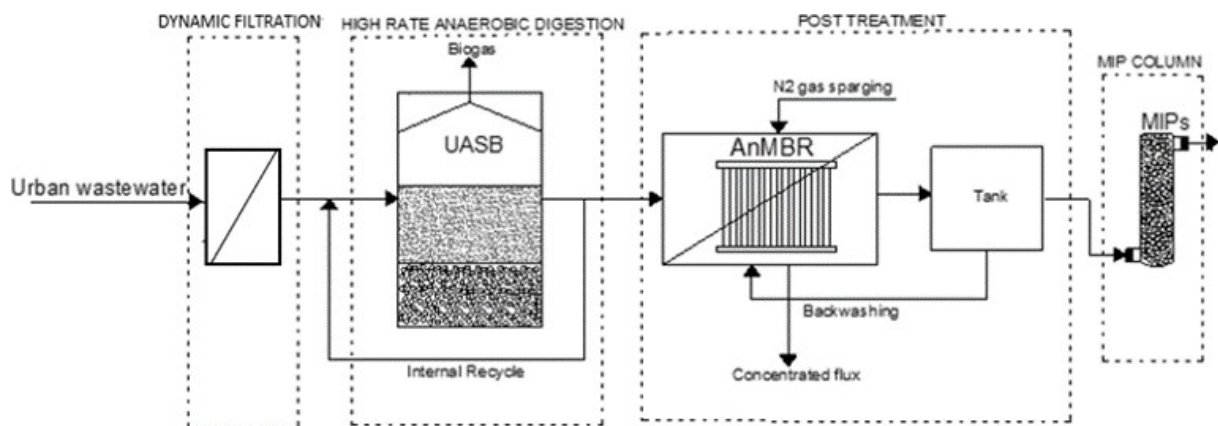 DYNAMIC FILTRATION
HIGH RATE ANAEROBIC DIGESTION
POST TREATMENT
MIP COLUMN
Biogas
N2 gas sparging
MIPs
UASB
AnMBR
Urban wastewater
Tank
Backwashing
Internal Recycle
Concentrated flux